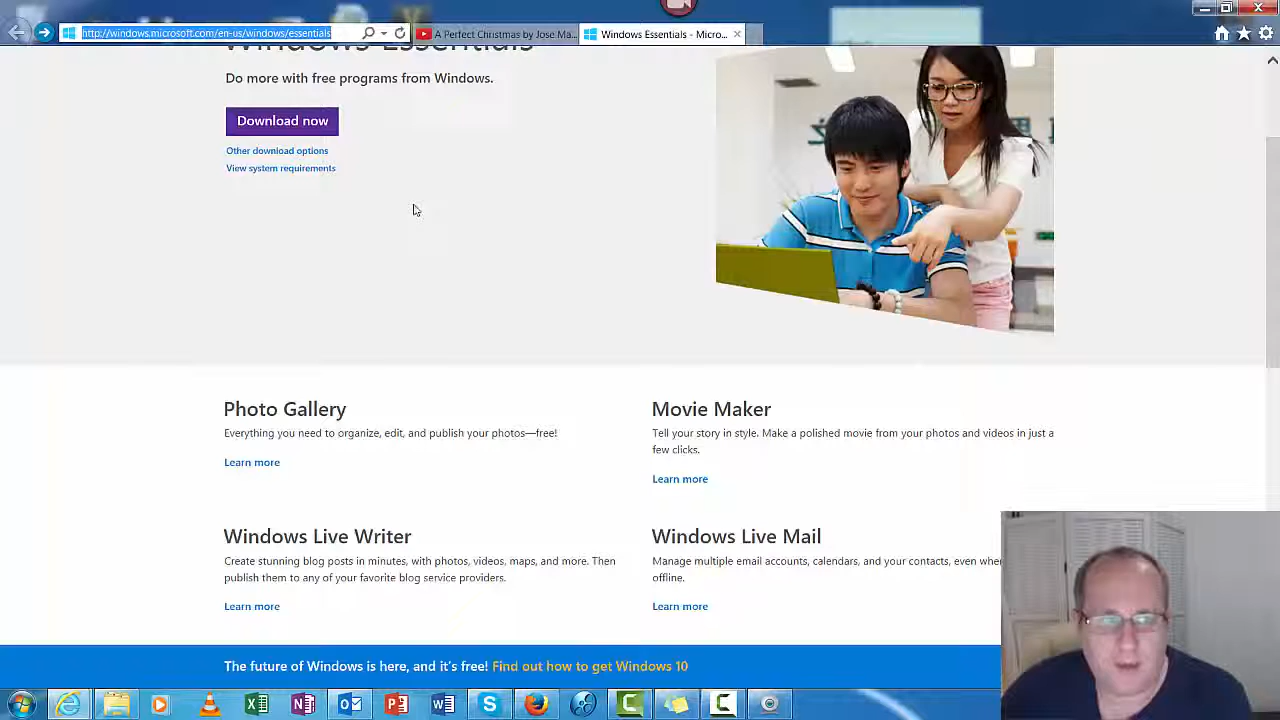 http://windows.microsoft.com/en-us/windows/essentials
A Perfect Christmas by Jose Ma...
Windows Essentials - Micro...
Windows Essentials
Do more with free programs from Windows.
Download now
Other download options
View system requirements
Photo Gallery
Everything you need to organize, edit, and publish your photos—free!
Learn more
Movie Maker
Tell your story in style. Make a polished movie from your photos and videos in just a
few clicks.
Learn more
Windows Live Writer
Create stunning blog posts in minutes, with photos, videos, maps, and more. Then
publish them to any of your favorite blog service providers.
Learn more
Windows Live Mail
Manage multiple email accounts, calendars, and your contacts, even when
offline.
Learn more
The future of Windows is here, and it's free! Find out how to get Windows 10